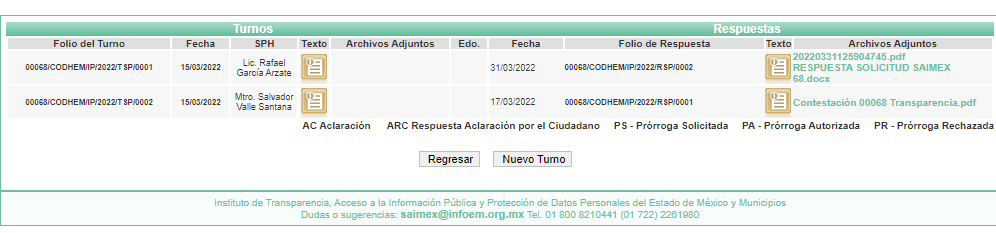 Turnos Respuestas
Folio del Turno Fecha SPH Texto Archivos Adjuntos Edo. Fecha Folio de Respuesta Texto Archivos Adjuntos
00068/CODHEM/IP/2022/TSP/0001 15/03/2022 Lic. Rafael García Arzate 31/03/2022 00068/CODHEM/IP/2022/RSP/0002 20220331125904745.pdf
RESPUESTA SOLICITUD SAIMEX
68.docx
00068/CODHEM/IP/2022/TSP/0002 15/03/2022 Mtro. Salvador Valle Santana 17/03/2022 00068/CODHEM/IP/2022/RSP/0001 Contestación 00068 Transparencia.pdf
AC Aclaración ARC Respuesta Aclaración por el Ciudadano PS - Prórroga Solicitada PA - Prórroga Autorizada PR - Prórroga Rechazada
Regresar Nuevo Turno
Instituto de Transparencia, Acceso a la Información Pública y Protección de Datos Personales del Estado de México y Municipios
Dudas o sugerencias: saimex@infoem.org.mx Tel. 01 800 8210441 (01 722) 2261980